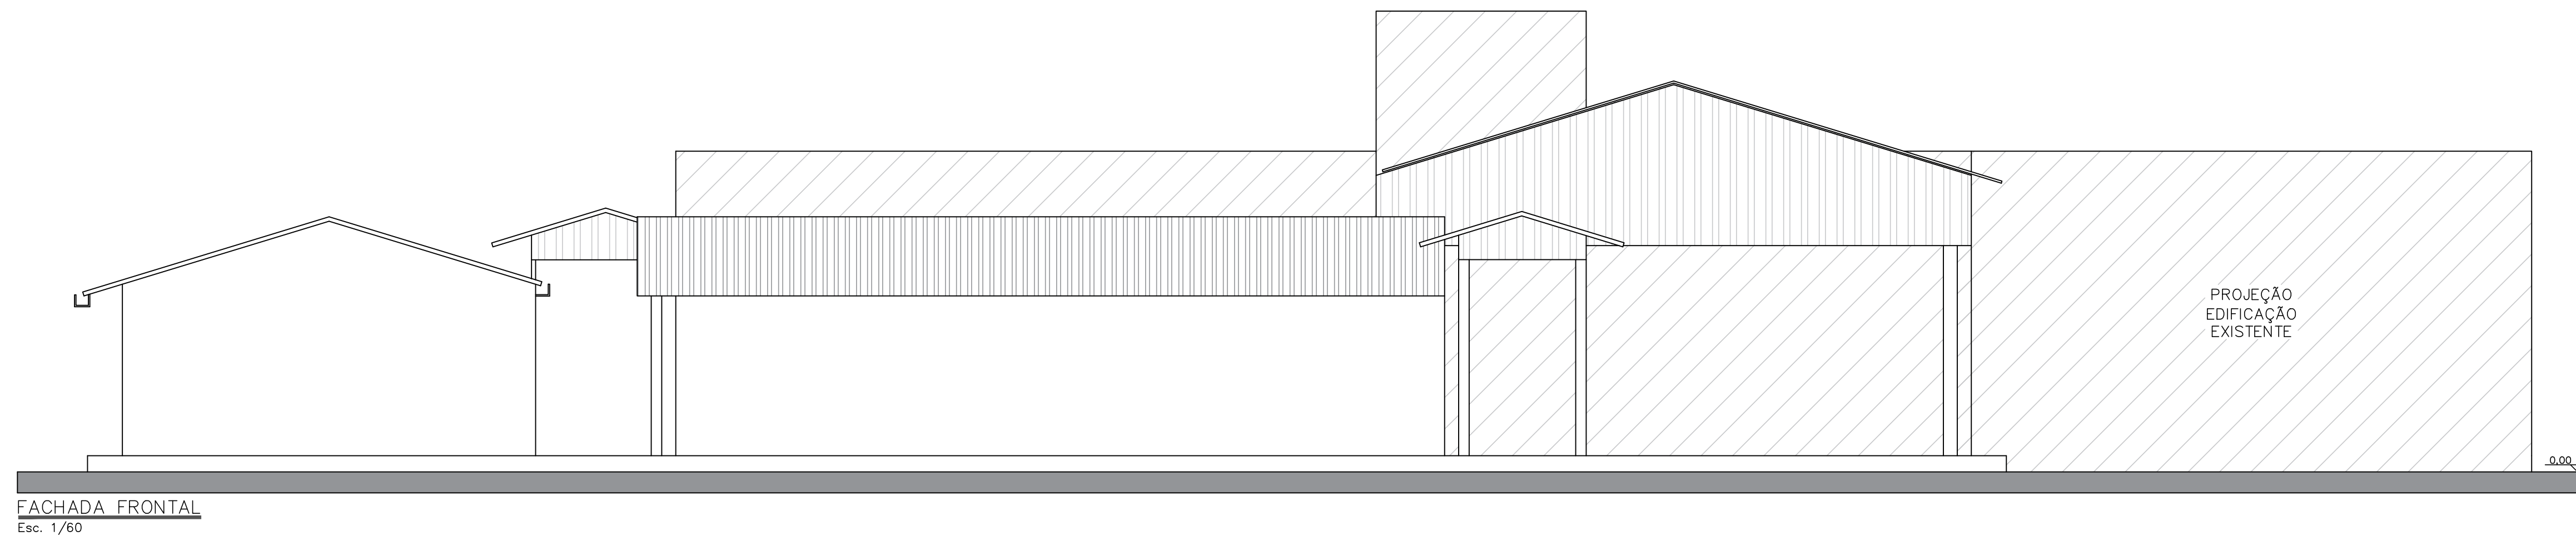 PROJEÇÃO
EDIFICAÇÃO
EXISTENTE
0.00
FACHADA FRONTAL
Esc. 1/60